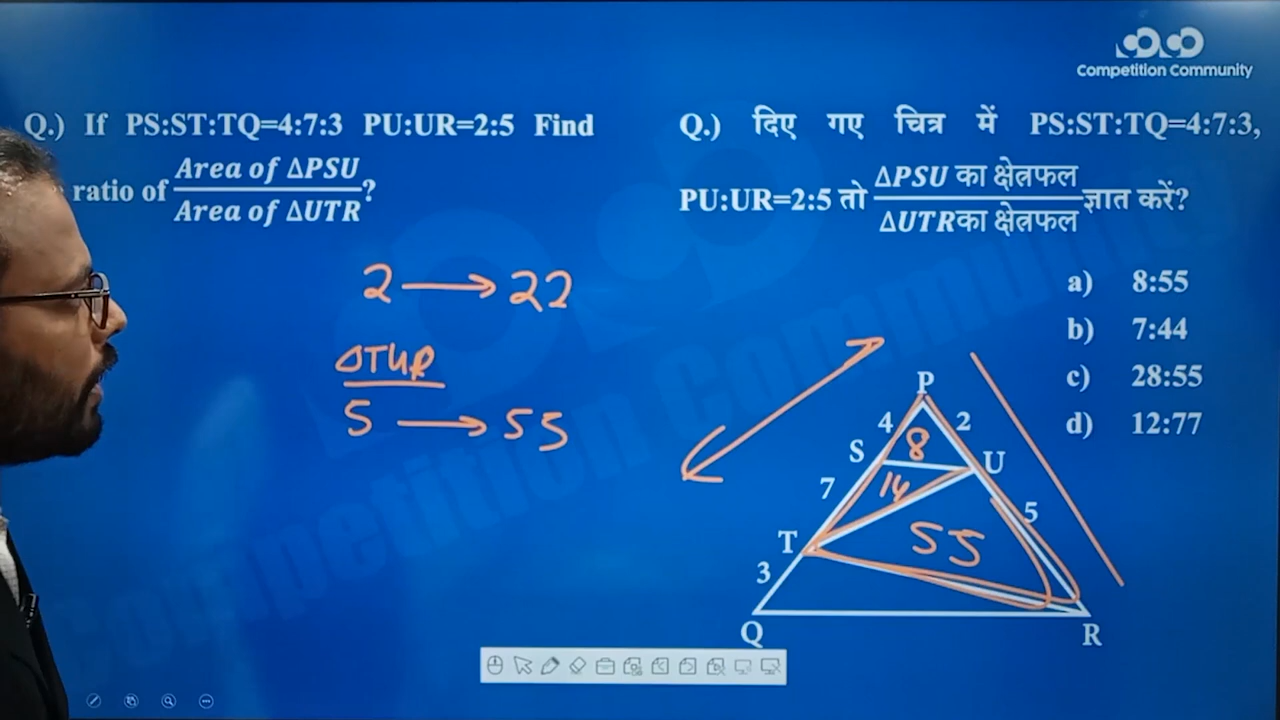 Competition Community
Q.) If PS:ST:TQ=4:7:3 PU:UR=2:5 Find
ratio of Area of ΔPSU / Area of ΔUTR?
2 → 22
ΔTUR
5 → 55
Q.) दिए गए चित्र में PS:ST:TQ=4:7:3,
PU:UR=2:5 तो ΔPSU का क्षेत्रफल / ΔUTRका क्षेत्रफल ज्ञात करें?
a) 8:55
b) 7:44
c) 28:55
d) 12:77
P
4 2
8
S U
7 14 5
T 55
3
Q R
Competition Community